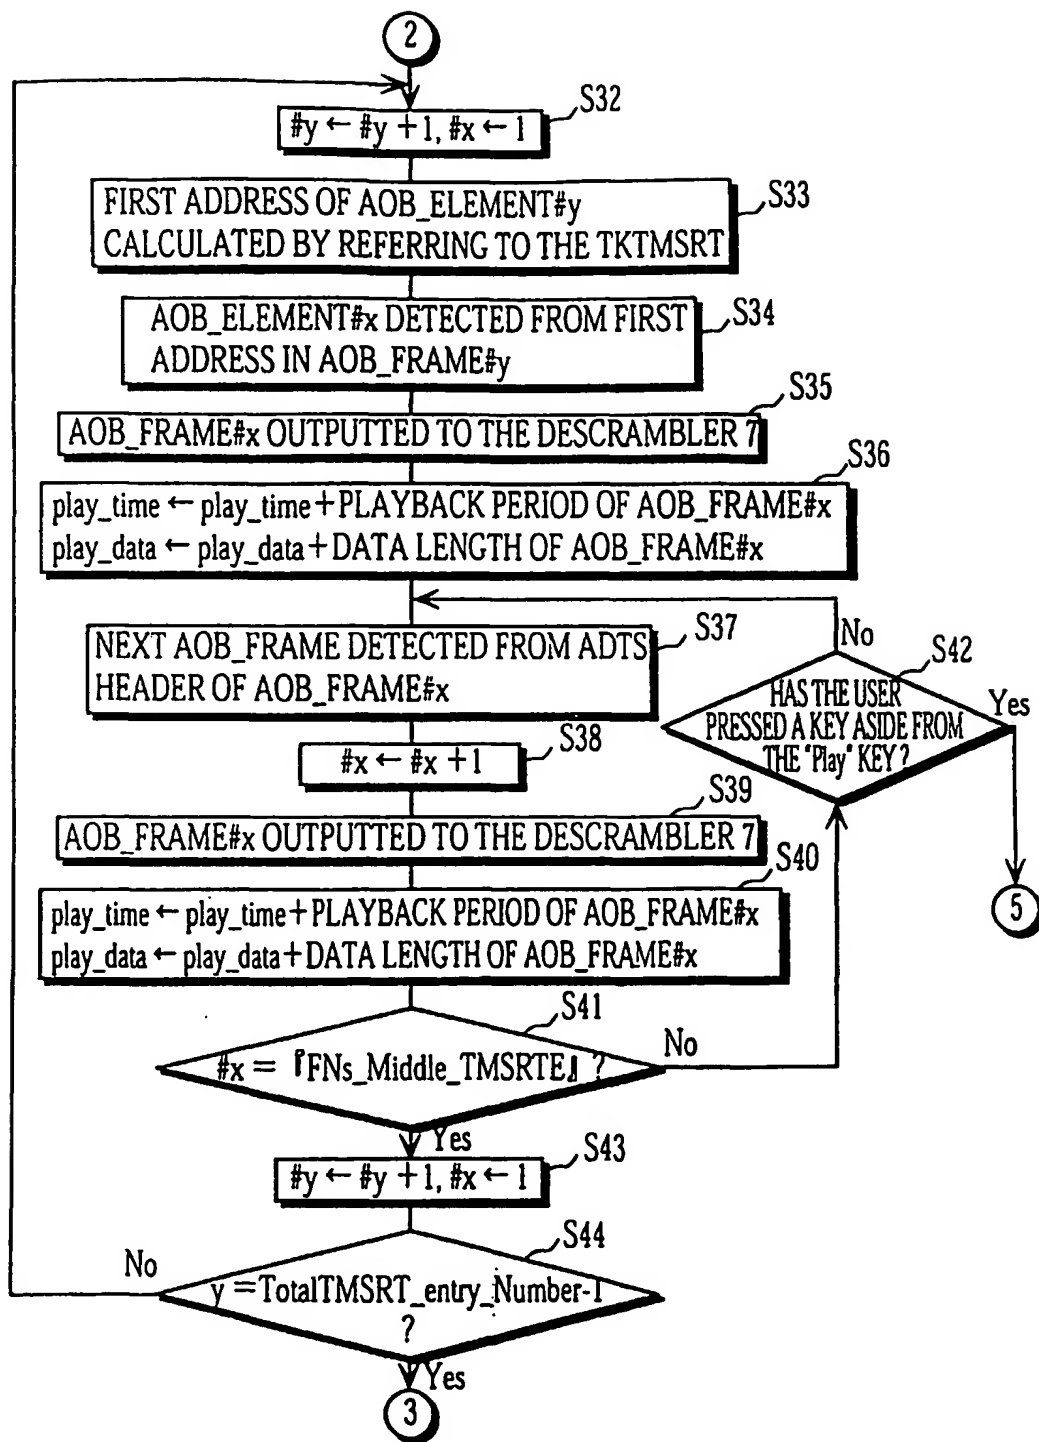 2
S32
#y ← #y + 1, #x ← 1
S33
FIRST ADDRESS OF AOB_ELEMENT#y
CALCULATED BY REFERRING TO THE TKTMSRT
S34
AOB_ELEMENT#x DETECTED FROM FIRST
ADDRESS IN AOB_FRAME#y
S35
AOB_FRAME#x OUTPUTTED TO THE DESCRAMBLER 7
S36
play_time ← play_time+PLAYBACK PERIOD OF AOB_FRAME#x
play_data ← play_data+DATA LENGTH OF AOB_FRAME#x
S37
NEXT AOB_FRAME DETECTED FROM ADTS
HEADER OF AOB_FRAME#x
No
S42
HAS THE USER
PRESSED A KEY ASIDE FROM
THE "Play" KEY ?
Yes
S38
#x ← #x + 1
S39
AOB_FRAME#x OUTPUTTED TO THE DESCRAMBLER 7
S40
play_time ← play_time+PLAYBACK PERIOD OF AOB_FRAME#x
play_data ← play_data+DATA LENGTH OF AOB_FRAME#x
5
S41
#x = 『FNs_Middle_TMSRTE』 ?
No
Yes
S43
#y ← #y + 1, #x ← 1
S44
No
y =TotalTMSRT_entry_Number-1
?
Yes
3